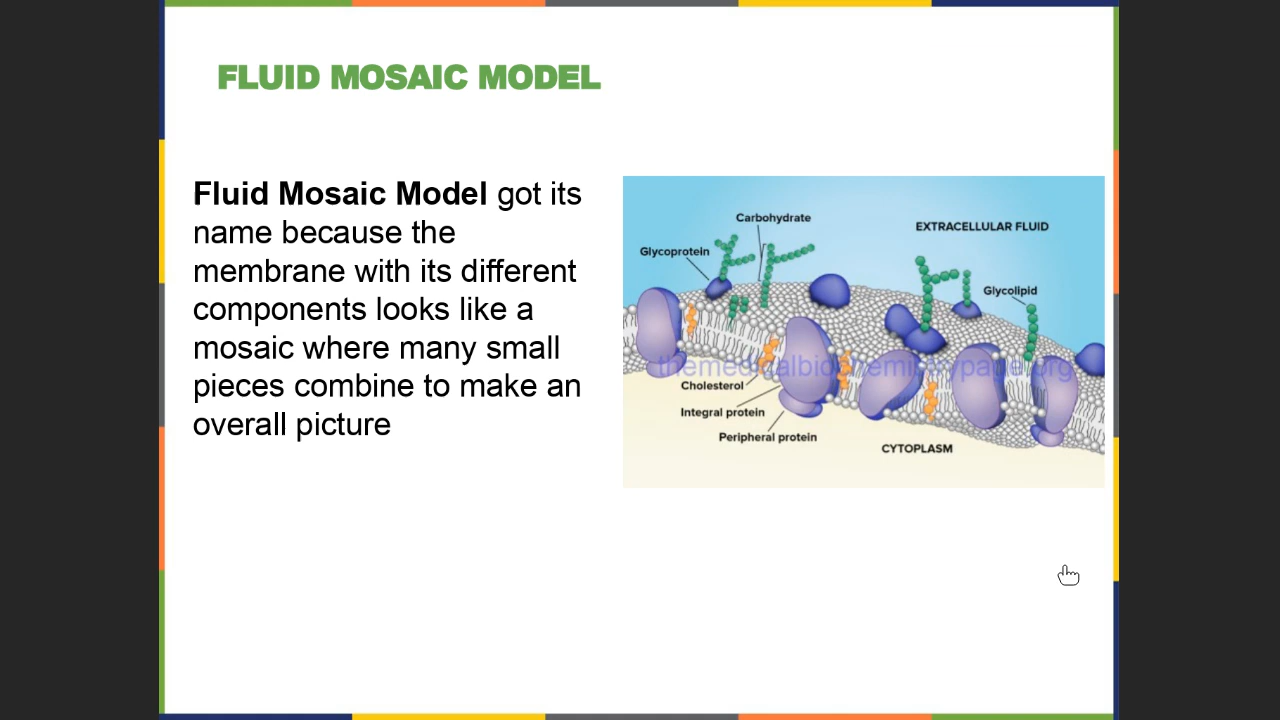 FLUID MOSAIC MODEL
Fluid Mosaic Model got its
name because the
membrane with its different
components looks like a
mosaic where many small
pieces combine to make an
overall picture
Carbohydrate
EXTRACELLULAR FLUID
Glycoprotein
Glycolipid
themedicalbiochemistrypage.org
Cholesterol
Integral protein
Peripheral protein
CYTOPLASM